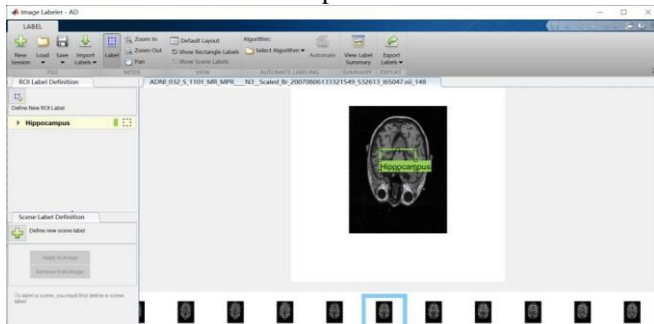 Image Labeler - AD
LABEL
New Session
Load
Save
Import Labels
Label
Zoom In
Zoom Out
Pan
Default Layout
Show Rectangle Labels
Show Scene Labels
Algorithm:
Select Algorithm
Automate
View Label Summary
Export Labels
FILE
MODE
VIEW
AUTOMATE LABELING
SUMMARY
EXPORT
ROI Label Definition
Define New ROI Label
Hippocampus
Hippocampus
Scene Label Definition
Define new scene label
Apply to Image
Remove from Image
To label a scene, you must first define a scene
label.